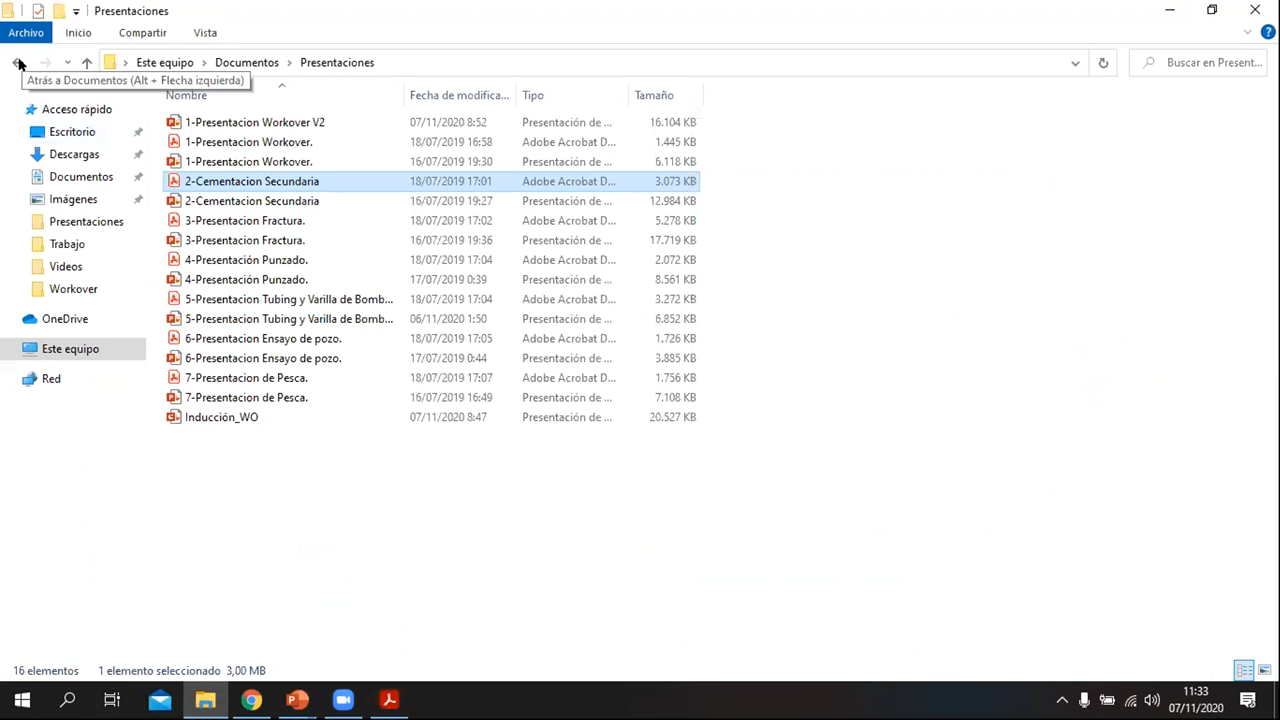 Presentaciones
Archivo Inicio Compartir Vista
Este equipo Documentos Presentaciones Buscar en Present...
Atrás a Documentos (Alt + Flecha izquierda)
Nombre Fecha de modifica... Tipo Tamaño
Acceso rápido
Escritorio
Descargas
Documentos
Imágenes
Presentaciones
Trabajo
Videos
Workover
OneDrive
Este equipo
Red
1-Presentacion Workover V2 07/11/2020 8:52 Presentación de ... 16.104 KB
1-Presentacion Workover. 18/07/2019 16:58 Adobe Acrobat D... 1.445 KB
1-Presentacion Workover. 16/07/2019 19:30 Presentación de ... 6.118 KB
2-Cementacion Secundaria 18/07/2019 17:01 Adobe Acrobat D... 3.073 KB
2-Cementacion Secundaria 16/07/2019 19:27 Presentación de ... 12.984 KB
3-Presentacion Fractura. 18/07/2019 17:02 Adobe Acrobat D... 5.278 KB
3-Presentacion Fractura. 16/07/2019 19:36 Presentación de ... 17.719 KB
4-Presentación Punzado. 18/07/2019 17:04 Adobe Acrobat D... 2.072 KB
4-Presentación Punzado. 17/07/2019 0:39 Presentación de ... 8.561 KB
5-Presentacion Tubing y Varilla de Bomb... 18/07/2019 17:04 Adobe Acrobat D... 3.272 KB
5-Presentacion Tubing y Varilla de Bomb... 06/11/2020 1:50 Presentación de ... 6.852 KB
6-Presentacion Ensayo de pozo. 18/07/2019 17:05 Adobe Acrobat D... 1.726 KB
6-Presentacion Ensayo de pozo. 17/07/2019 0:44 Presentación de ... 3.885 KB
7-Presentacion de Pesca. 18/07/2019 17:07 Adobe Acrobat D... 1.756 KB
7-Presentacion de Pesca. 16/07/2019 16:49 Presentación de ... 7.108 KB
Inducción_WO 07/11/2020 8:47 Presentación de ... 20.527 KB
16 elementos 1 elemento seleccionado 3,00 MB
11:33
07/11/2020